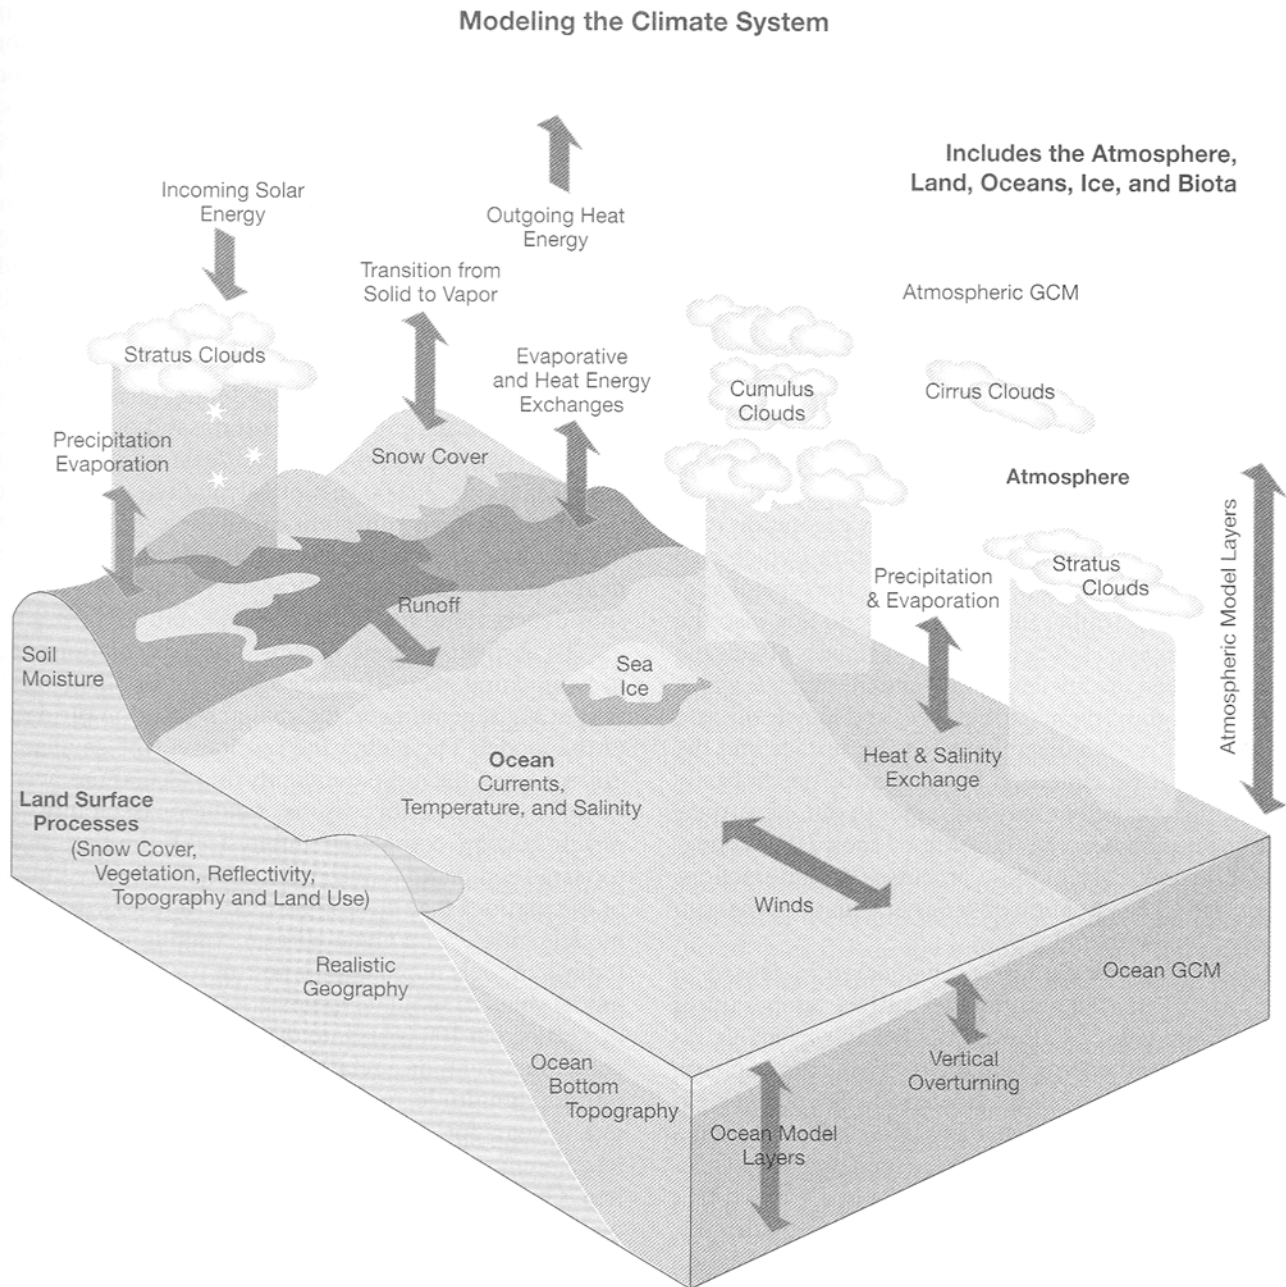 Modeling the Climate System
Includes the Atmosphere,
Land, Oceans, Ice, and Biota
Incoming Solar
Energy
Outgoing Heat
Energy
Transition from
Solid to Vapor
Atmospheric GCM
Stratus Clouds
Evaporative
and Heat Energy
Exchanges
Cumulus
Clouds
Cirrus Clouds
Precipitation
Evaporation
Snow Cover
Atmosphere
Stratus
Clouds
Precipitation
& Evaporation
Atmospheric Model Layers
Runoff
Soil
Moisture
Sea
Ice
Heat & Salinity
Exchange
Ocean
Currents,
Temperature, and Salinity
Land Surface
Processes
(Snow Cover,
Vegetation, Reflectivity,
Topography and Land Use)
Winds
Realistic
Geography
Ocean GCM
Ocean
Bottom
Topography
Vertical
Overturning
Ocean Model
Layers